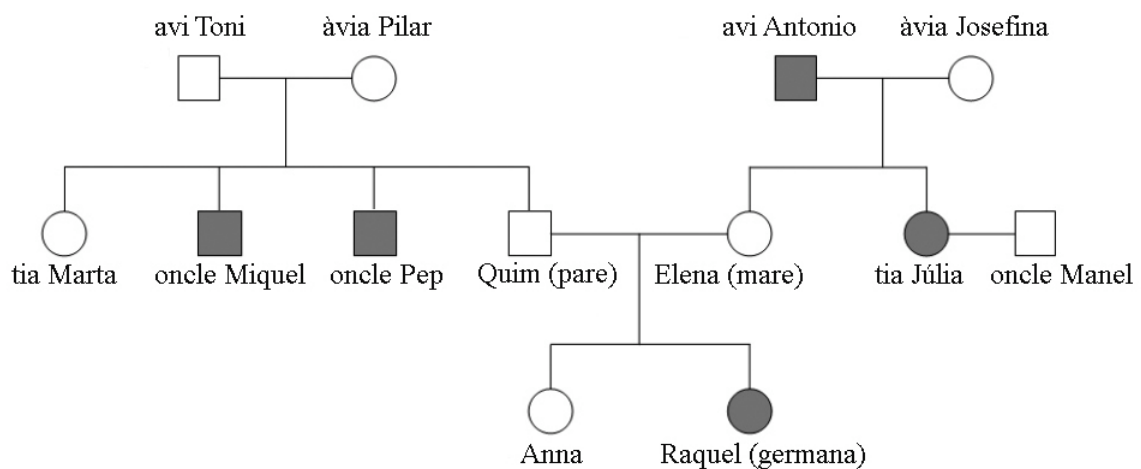 avi Toni àvia Pilar avi Antonio àvia Josefina
tia Marta oncle Miquel oncle Pep Quim (pare) Elena (mare) tia Júlia oncle Manel
Anna Raquel (germana)